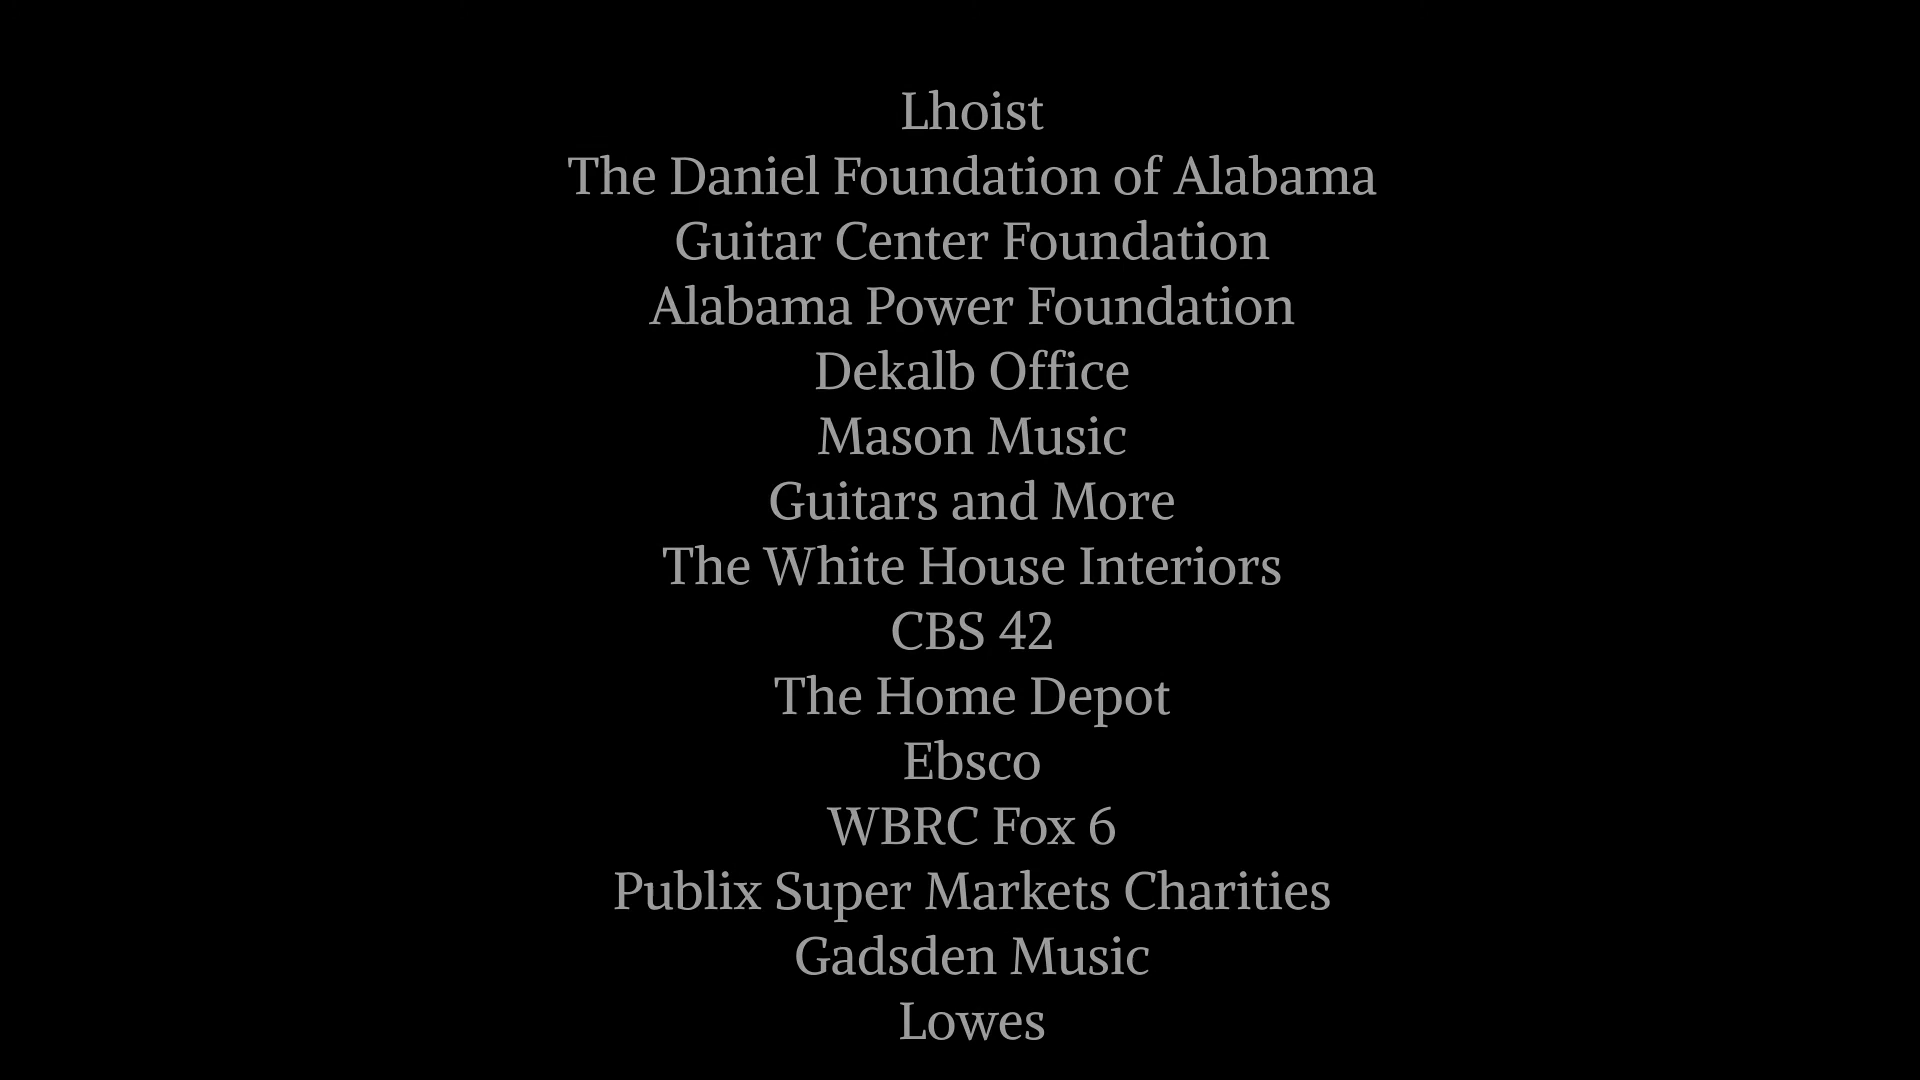 Lhoist
The Daniel Foundation of Alabama
Guitar Center Foundation
Alabama Power Foundation
Dekalb Office
Mason Music
Guitars and More
The White House Interiors
CBS 42
The Home Depot
Ebsco
WBRC Fox 6
Publix Super Markets Charities
Gadsden Music
Lowes